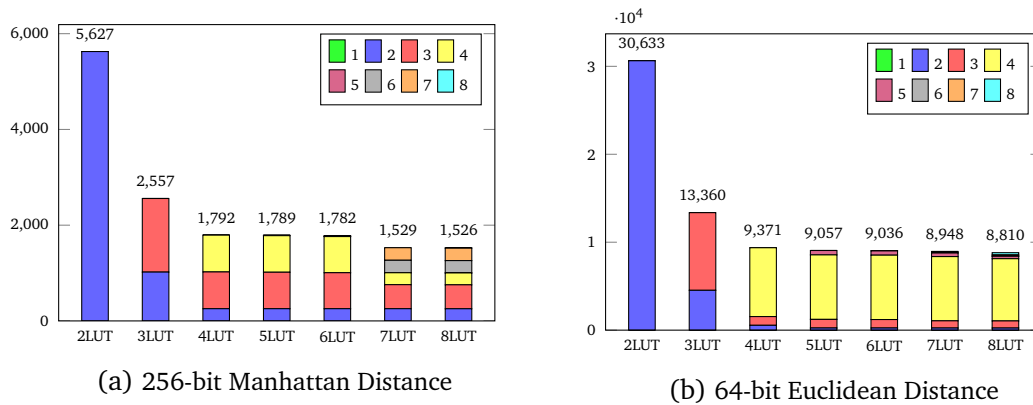 6,000
4,000
2,000
0
5,627
2,557
1,792
1,789
1,782
1,529
1,526
1 2 3 4
5 6 7 8
2LUT 3LUT 4LUT 5LUT 6LUT 7LUT 8LUT
(a) 256-bit Manhattan Distance
·10⁴
3
2
1
0
30,633
13,360
9,371
9,057
9,036
8,948
8,810
1 2 3 4
5 6 7 8
2LUT 3LUT 4LUT 5LUT 6LUT 7LUT 8LUT
(b) 64-bit Euclidean Distance